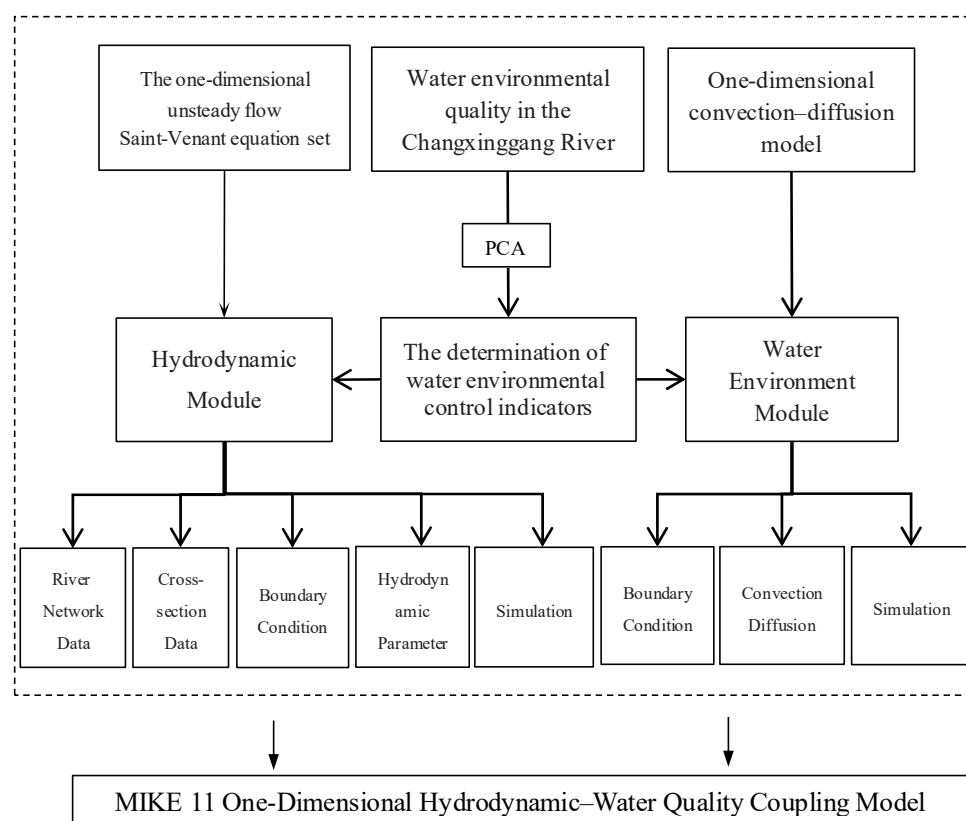 The one-dimensional
unsteady flow
Saint-Venant equation set
Water environmental
quality in the
Changxinggang River
One-dimensional
convection–diffusion
model
PCA
Hydrodynamic
Module
The determination of
water environmental
control indicators
Water
Environment
Module
River
Network
Data
Cross-
section
Data
Boundary
Condition
Hydrodyn
amic
Parameter
Simulation
Boundary
Condition
Convection
Diffusion
Simulation
MIKE 11 One-Dimensional Hydrodynamic–Water Quality Coupling Model